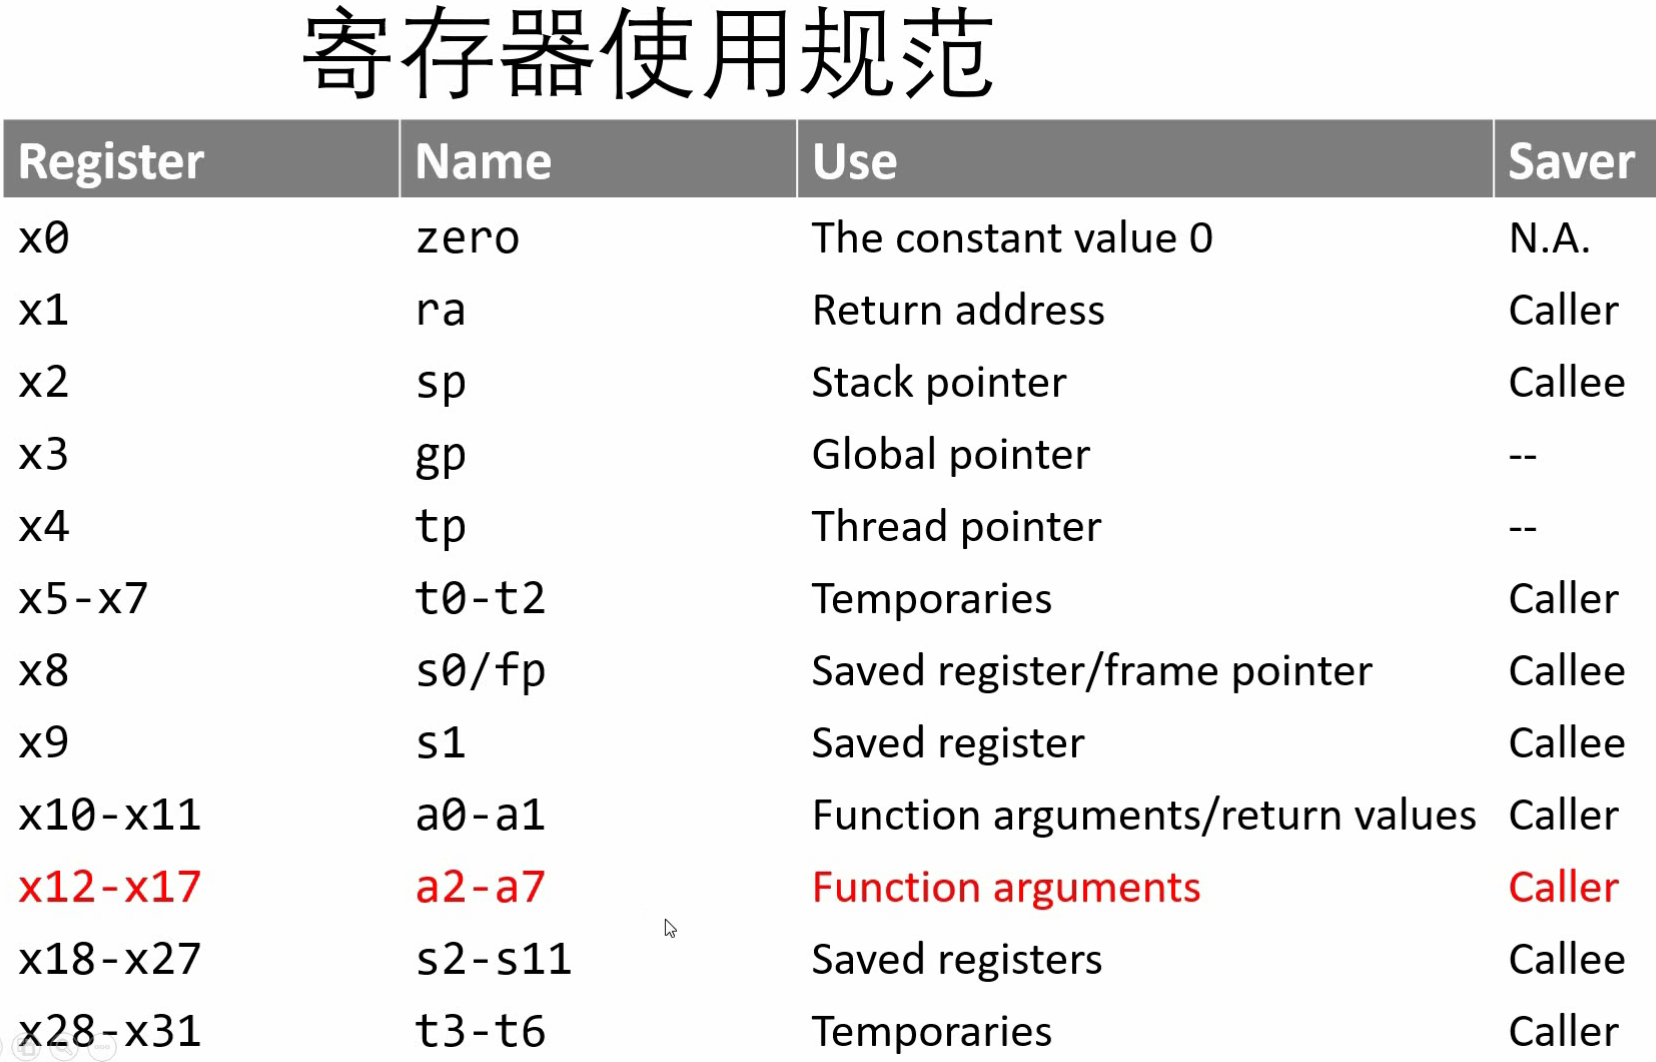 寄存器使用规范
Register Name Use Saver
x0 zero The constant value 0 N.A.
x1 ra Return address Caller
x2 sp Stack pointer Callee
x3 gp Global pointer --
x4 tp Thread pointer --
x5-x7 t0-t2 Temporaries Caller
x8 s0/fp Saved register/frame pointer Callee
x9 s1 Saved register Callee
x10-x11 a0-a1 Function arguments/return values Caller
x12-x17 a2-a7 Function arguments Caller
x18-x27 s2-s11 Saved registers Callee
x28-x31 t3-t6 Temporaries Caller